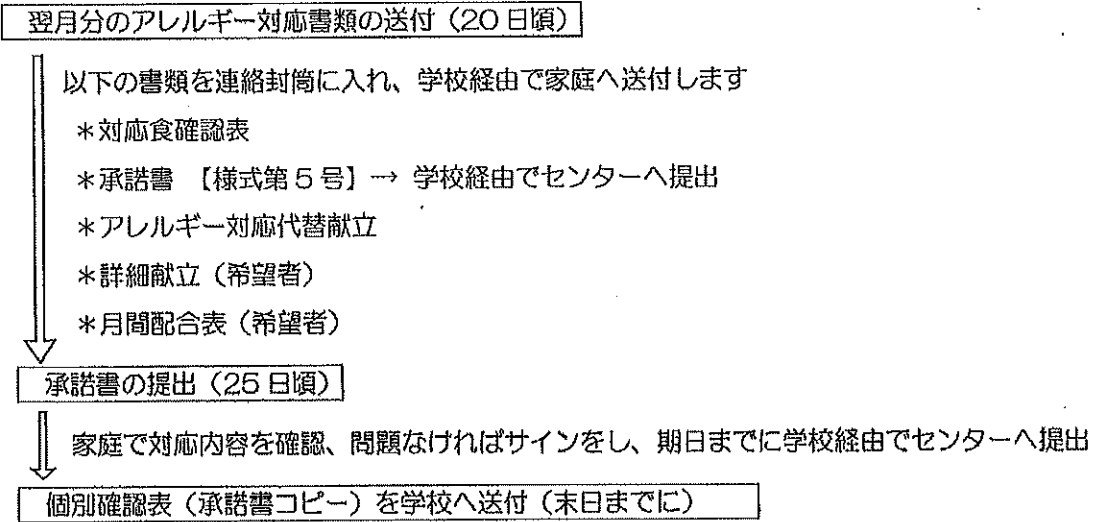 翌月分のアレルギー対応書類の送付（20日頃）
以下の書類を連絡封筒に入れ、学校経由で家庭へ送付します
＊対応食確認表
＊承諾書　【様式第５号】→ 学校経由でセンターへ提出
＊アレルギー対応代替献立
＊詳細献立（希望者）
＊月間配合表（希望者）
承諾書の提出（25日頃）
家庭で対応内容を確認、問題なければサインをし、期日までに学校経由でセンターへ提出
個別確認表（承諾書コピー）を学校へ送付（末日までに）